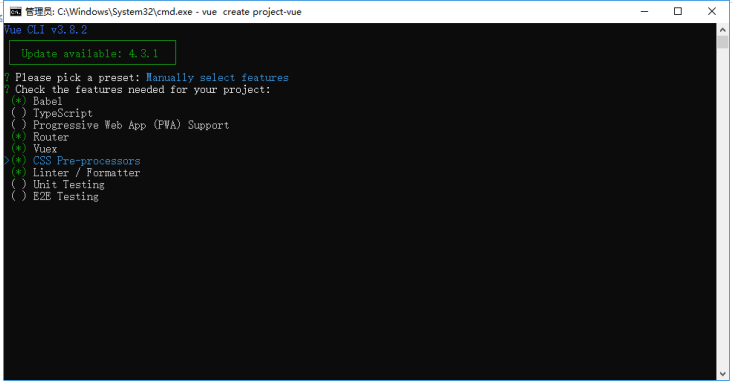 管理员: C:\Windows\System32\cmd.exe - vue  create project-vue
Vue CLI v3.8.2
Update available: 4.3.1
? Please pick a preset: Manually select features
? Check the features needed for your project:
(*) Babel
( ) TypeScript
( ) Progressive Web App (PWA) Support
(*) Router
(*) Vuex
>(*) CSS Pre-processors
(*) Linter / Formatter
( ) Unit Testing
( ) E2E Testing